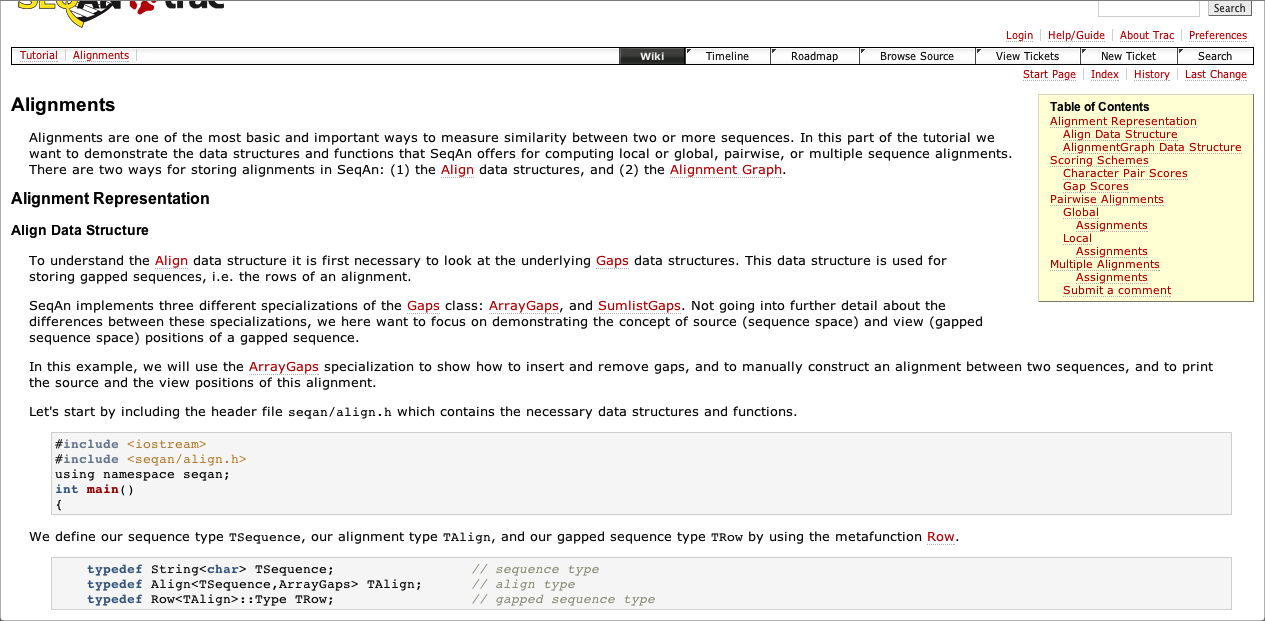 SEQAN trac
Search
Login Help/Guide About Trac Preferences
Tutorial Alignments Wiki Timeline Roadmap Browse Source View Tickets New Ticket Search
Start Page Index History Last Change
Alignments
Alignments are one of the most basic and important ways to measure similarity between two or more sequences. In this part of the tutorial we
want to demonstrate the data structures and functions that SeqAn offers for computing local or global, pairwise, or multiple sequence alignments.
There are two ways for storing alignments in SeqAn: (1) the Align data structures, and (2) the Alignment Graph.
Table of Contents
Alignment Representation
Align Data Structure
AlignmentGraph Data Structure
Scoring Schemes
Character Pair Scores
Gap Scores
Pairwise Alignments
Global
Assignments
Local
Assignments
Multiple Alignments
Assignments
Submit a comment
Alignment Representation
Align Data Structure
To understand the Align data structure it is first necessary to look at the underlying Gaps data structures. This data structure is used for
storing gapped sequences, i.e. the rows of an alignment.
SeqAn implements three different specializations of the Gaps class: ArrayGaps, and SumlistGaps. Not going into further detail about the
differences between these specializations, we here want to focus on demonstrating the concept of source (sequence space) and view (gapped
sequence space) positions of a gapped sequence.
In this example, we will use the ArrayGaps specialization to show how to insert and remove gaps, and to manually construct an alignment between two sequences, and to print
the source and the view positions of this alignment.
Let's start by including the header file seqan/align.h which contains the necessary data structures and functions.
#include <iostream>
#include <seqan/align.h>
using namespace seqan;
int main()
{
We define our sequence type TSequence, our alignment type TAlign, and our gapped sequence type TRow by using the metafunction Row.
typedef String<char> TSequence; // sequence type
typedef Align<TSequence,ArrayGaps> TAlign; // align type
typedef Row<TAlign>::Type TRow; // gapped sequence type